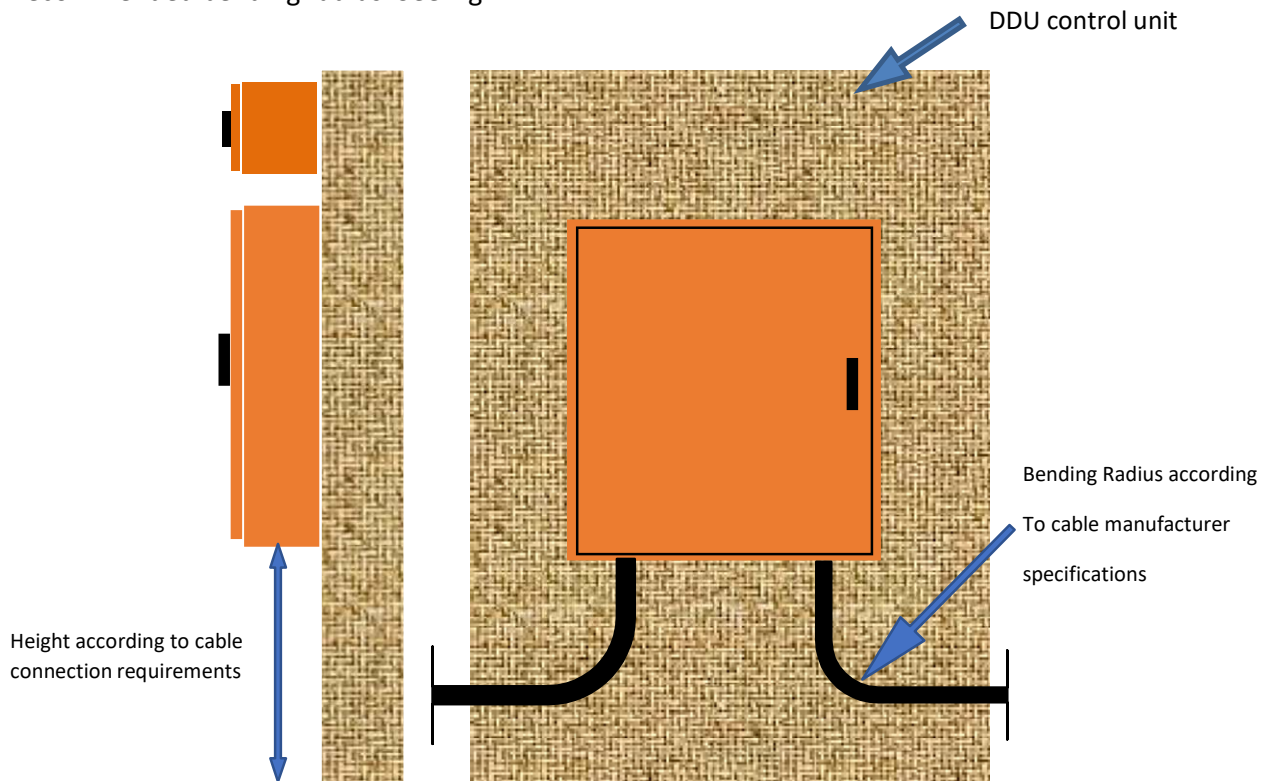 DDU control unit
Bending Radius according
To cable manufacturer
specifications
Height according to cable
connection requirements